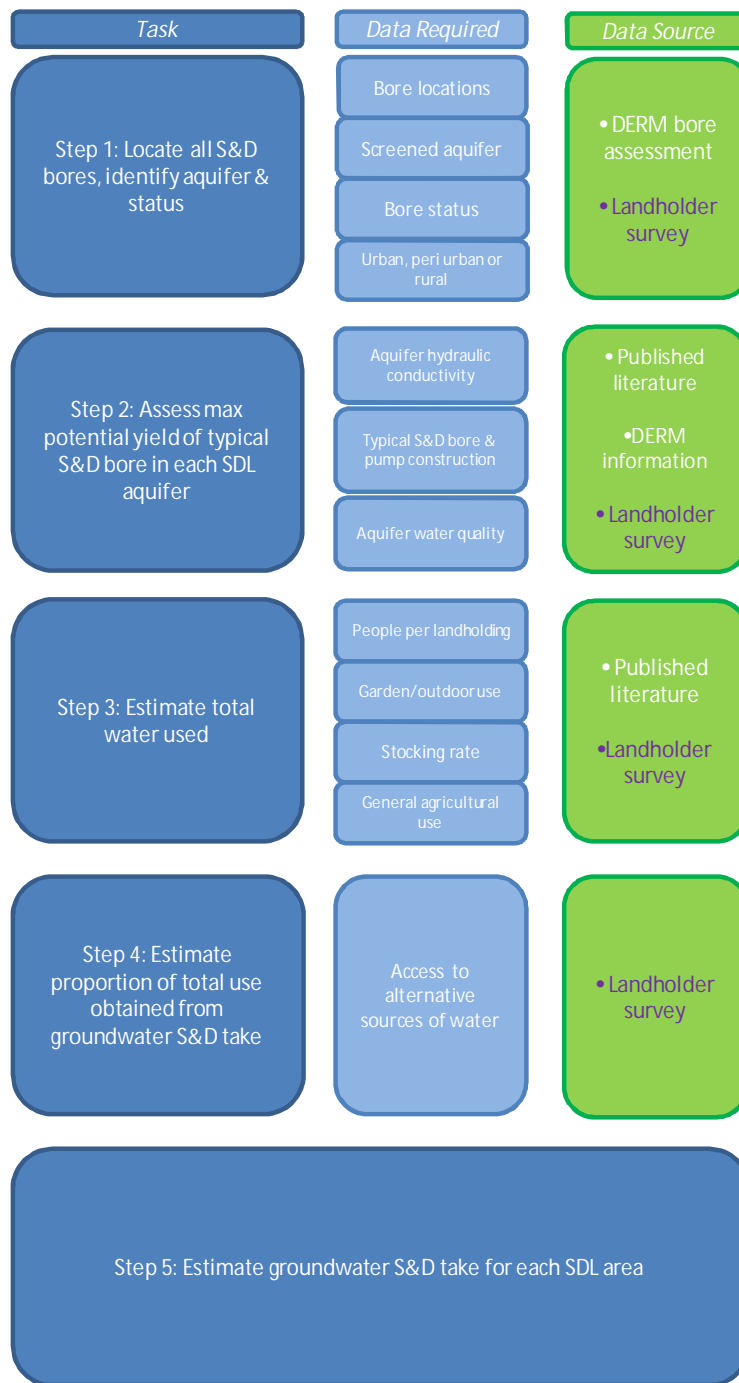 Task
Data Required
Data Source
Step 1: Locate all S&D
bores, identify aquifer &
status
Bore locations
Screened aquifer
Bore status
Urban, peri urban or
rural
• DERM bore
assessment
• Landholder
survey
Step 2: Assess max
potential yield of typical
S&D bore in each SDL
aquifer
Aquifer hydraulic
conductivity
Typical S&D bore &
pump construction
Aquifer water quality
• Published
literature
•DERM
information
• Landholder
survey
Step 3: Estimate total
water used
People per landholding
Garden/outdoor use
Stocking rate
General agricultural
use
• Published
literature
•Landholder
survey
Step 4: Estimate
proportion of total use
obtained from
groundwater S&D take
Access to
alternative
sources of water
• Landholder
survey
Step 5: Estimate groundwater S&D take for each SDL area